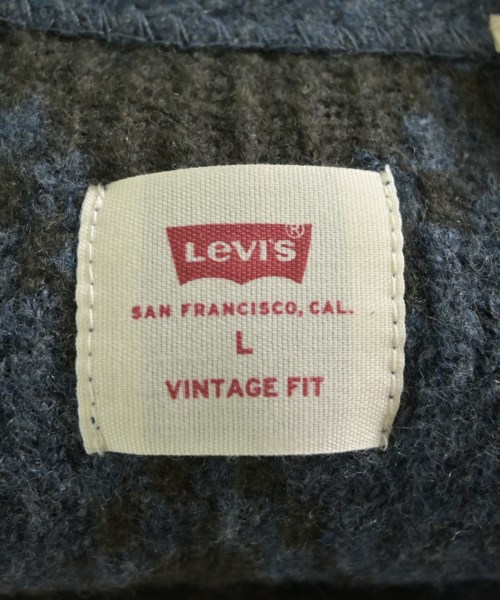 Levi's®
SAN FRANCISCO, CAL.
L
VINTAGE FIT